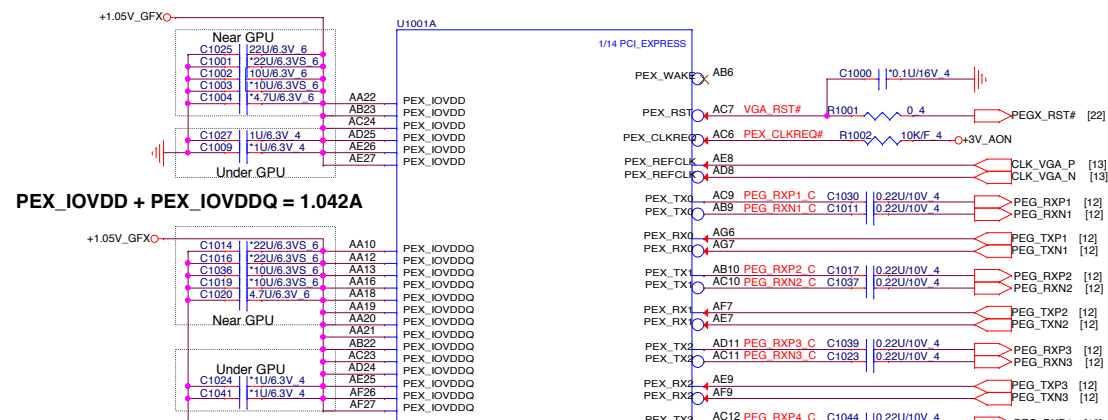 +1.05V_GFX
U1001A
Near GPU
1/14 PCI_EXPRESS
C1025 22U/6.3V_6
C1001 *22U/6.3VS_6
C1002 10U/6.3V_6
C1003 *10U/6.3VS_6
C1004 *4.7U/6.3V_6
AA22 PEX_IOVDD
AB23 PEX_IOVDD
AC24 PEX_IOVDD
AD25 PEX_IOVDD
AE26 PEX_IOVDD
AE27 PEX_IOVDD
C1027 1U/6.3V_4
C1009 *1U/6.3V_4
Under GPU
PEX_IOVDD + PEX_IOVDDQ = 1.042A
+1.05V_GFX
C1014 *22U/6.3VS_6
C1016 *22U/6.3VS_6
C1036 *10U/6.3VS_6
C1019 *10U/6.3VS_6
C1020 4.7U/6.3V_6
Near GPU
AA10 PEX_IOVDDQ
AA12 PEX_IOVDDQ
AA13 PEX_IOVDDQ
AA16 PEX_IOVDDQ
AA18 PEX_IOVDDQ
AA19 PEX_IOVDDQ
AA20 PEX_IOVDDQ
AA21 PEX_IOVDDQ
AB22 PEX_IOVDDQ
AC23 PEX_IOVDDQ
AD24 PEX_IOVDDQ
AE25 PEX_IOVDDQ
AF26 PEX_IOVDDQ
AF27 PEX_IOVDDQ
Under GPU
C1024 *1U/6.3V_4
C1041 *1U/6.3V_4
PEX_WAKE AB6
C1000 *0.1U/16V_4
PEX_RST AC7 VGA_RST# R1001 0_4 PEGX_RST# [22]
PEX_CLKREQ AC6 PEX_CLKREQ# R1002 10K/F_4 +3V_AON
PEX_REFCLK AE8 CLK_VGA_P [13]
PEX_REFCLK AD8 CLK_VGA_N [13]
PEX_TX0 AC9 PEG_RXP1_C C1030 0.22U/10V_4 PEG_RXP1 [12]
PEX_TX0 AB9 PEG_RXN1_C C1011 0.22U/10V_4 PEG_RXN1 [12]
PEX_RX0 AG6 PEG_TXP1 [12]
PEX_RX0 AG7 PEG_TXN1 [12]
PEX_TX1 AB10 PEG_RXP2_C C1017 0.22U/10V_4 PEG_RXP2 [12]
PEX_TX1 AC10 PEG_RXN2_C C1037 0.22U/10V_4 PEG_RXN2 [12]
PEX_RX1 AF7 PEG_TXP2 [12]
PEX_RX1 AE7 PEG_TXN2 [12]
PEX_TX2 AD11 PEG_RXP3_C C1039 0.22U/10V_4 PEG_RXP3 [12]
PEX_TX2 AC11 PEG_RXN3_C C1023 0.22U/10V_4 PEG_RXN3 [12]
PEX_RX2 AE9 PEG_TXP3 [12]
PEX_RX2 AF9 PEG_TXN3 [12]
PEX_TX3 AC12 PEG_RXP4_C C1044 0.22U/10V_4